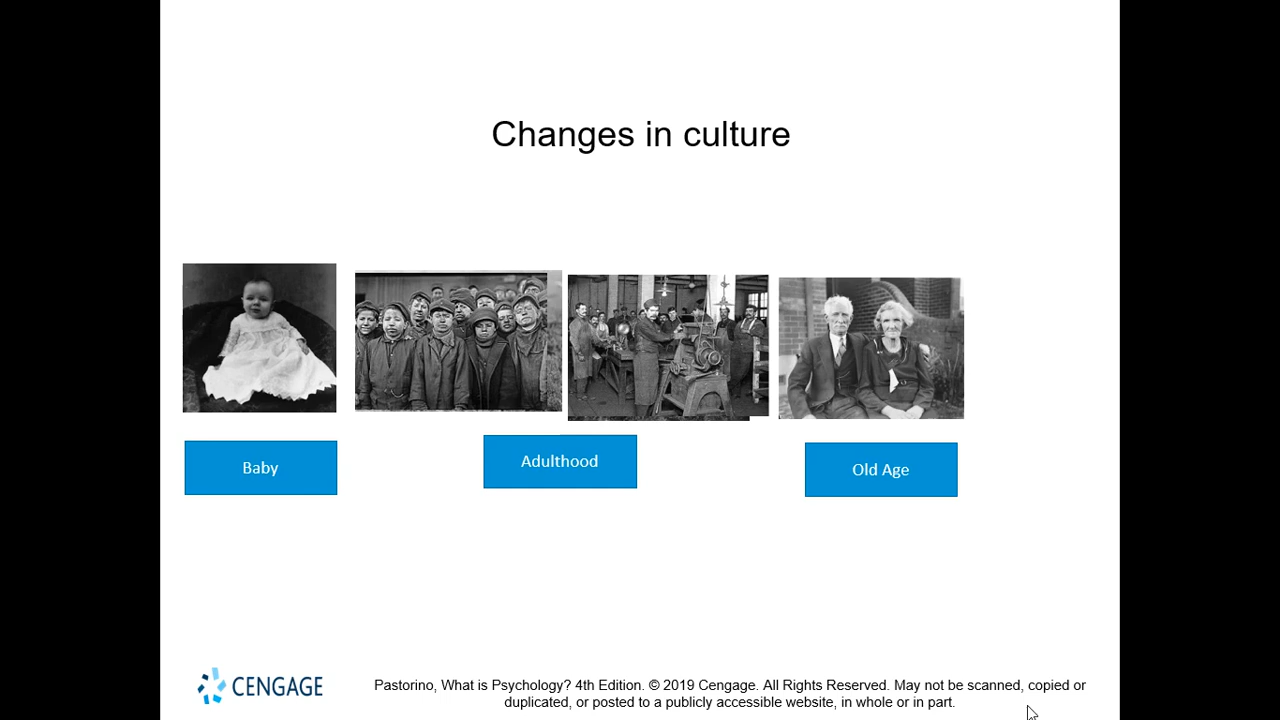 Changes in culture
Baby
Adulthood
Old Age
CENGAGE
Pastorino, What is Psychology? 4th Edition. © 2019 Cengage. All Rights Reserved. May not be scanned, copied or
duplicated, or posted to a publicly accessible website, in whole or in part.